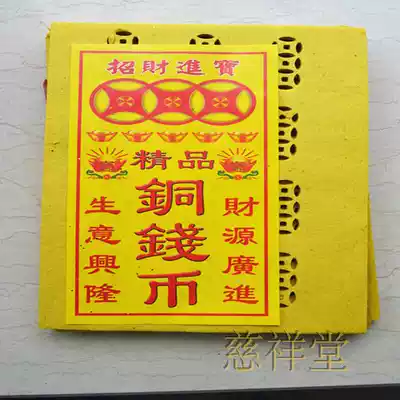 招財進寶
精品
銅錢币
財源廣進
生意興隆
慈祥堂